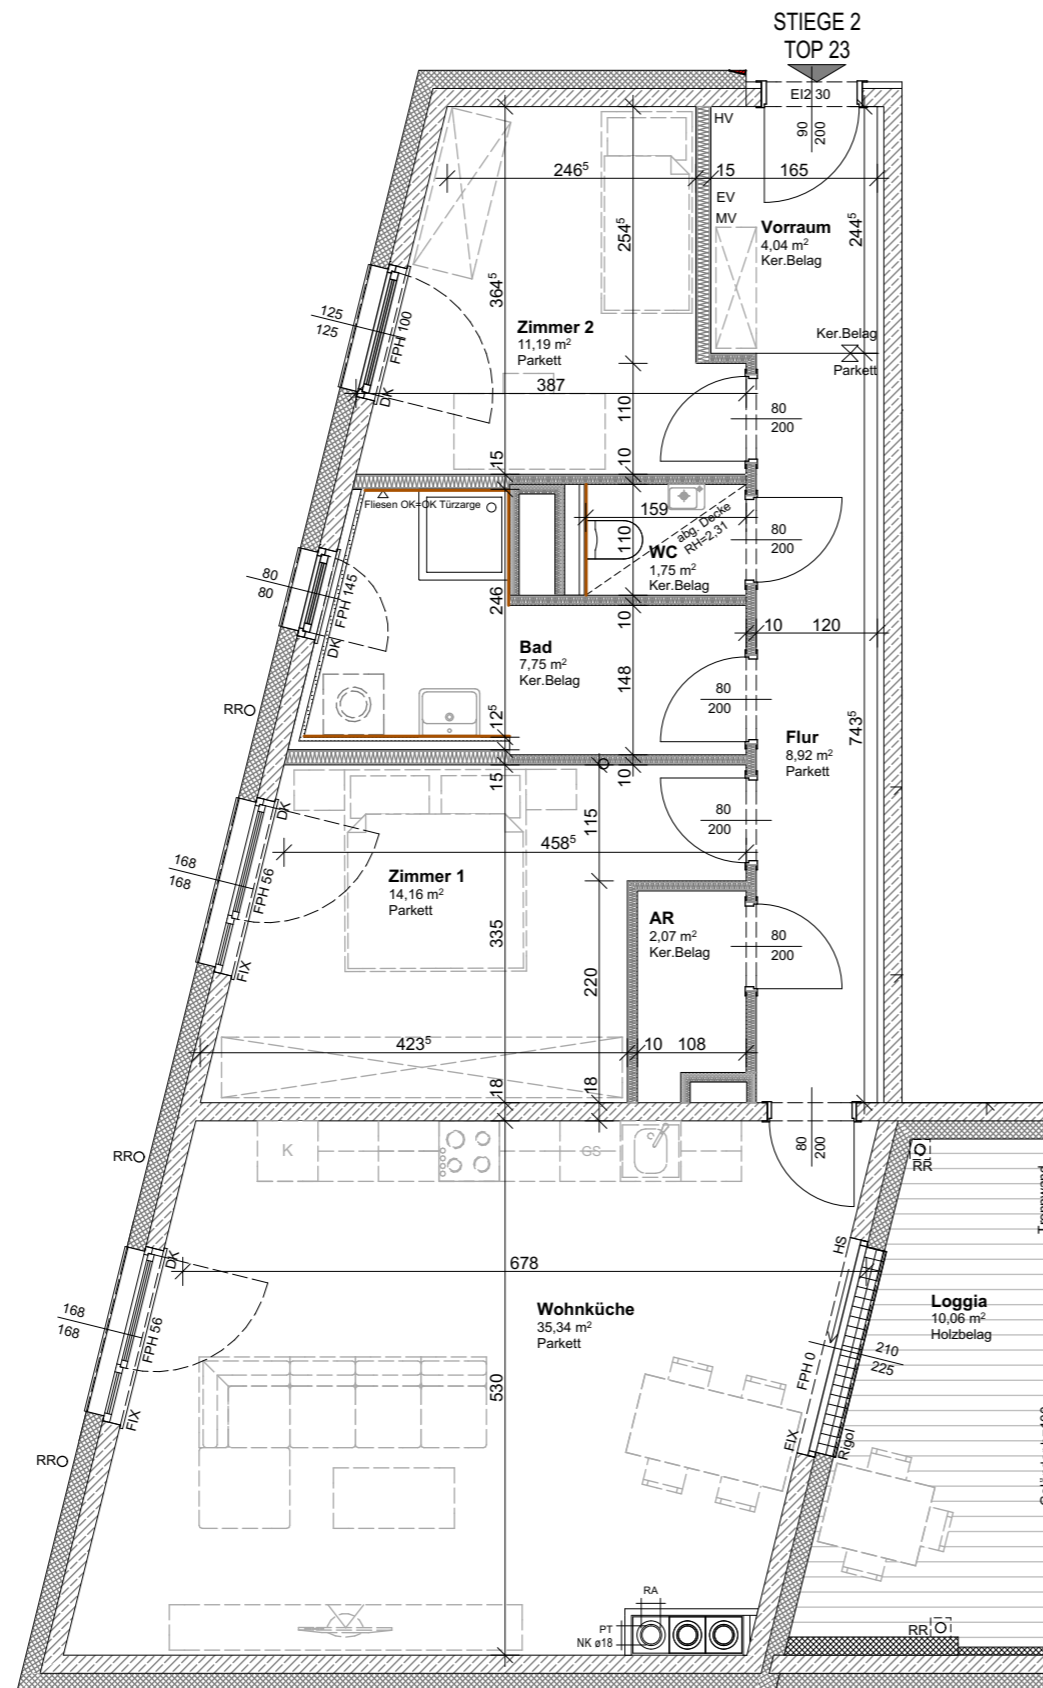 STIEGE 2
TOP 23
EI2 30
90
200
HV
246⁵
15
165
EV
MV
Vorraum
4,04 m²
Ker.Belag
254⁵
244⁵
364⁵
125
125
FPH 100
DK
Zimmer 2
11,19 m²
Parkett
Ker.Belag
Parkett
387
110
80
200
15
10
Fliesen OK=OK Türzarge
159
abg. Decke
RH=2,31
110
WC
1,75 m²
Ker.Belag
80
200
80
80
FPH 145
DK
246
10
10
120
Bad
7,75 m²
Ker.Belag
148
80
200
RR
12⁵
Flur
8,92 m²
Parkett
743⁵
15
10
DK
115
80
200
458⁵
168
168
FPH 56
FIX
Zimmer 1
14,16 m²
Parkett
335
AR
2,07 m²
Ker.Belag
80
200
220
423⁵
10
108
18
18
80
200
K
GS
RR
RR
Trennwand
DK
HS
678
168
168
FPH 56
FIX
Wohnküche
35,34 m²
Parkett
Loggia
10,06 m²
Holzbelag
FPH 0
210
225
530
FIX
Rigol
RR
RA
PT
NK ø18
RR